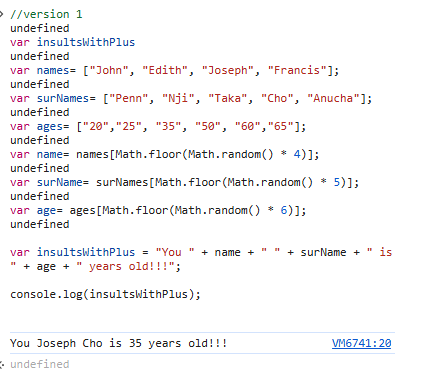 //version 1
undefined
var insultsWithPlus
undefined
var names= ["John", "Edith", "Joseph", "Francis"];
undefined
var surNames= ["Penn", "Nji", "Taka", "Cho", "Anucha"];
undefined
var ages= ["20","25", "35", "50", "60","65"];
undefined
var name= names[Math.floor(Math.random() * 4)];
undefined
var surName= surNames[Math.floor(Math.random() * 5)];
undefined
var age= ages[Math.floor(Math.random() * 6)];
undefined
var insultsWithPlus = "You " + name + " " + surName + " is
" + age + " years old!!!";
console.log(insultsWithPlus);
You Joseph Cho is 35 years old!!! VM6741:20
undefined